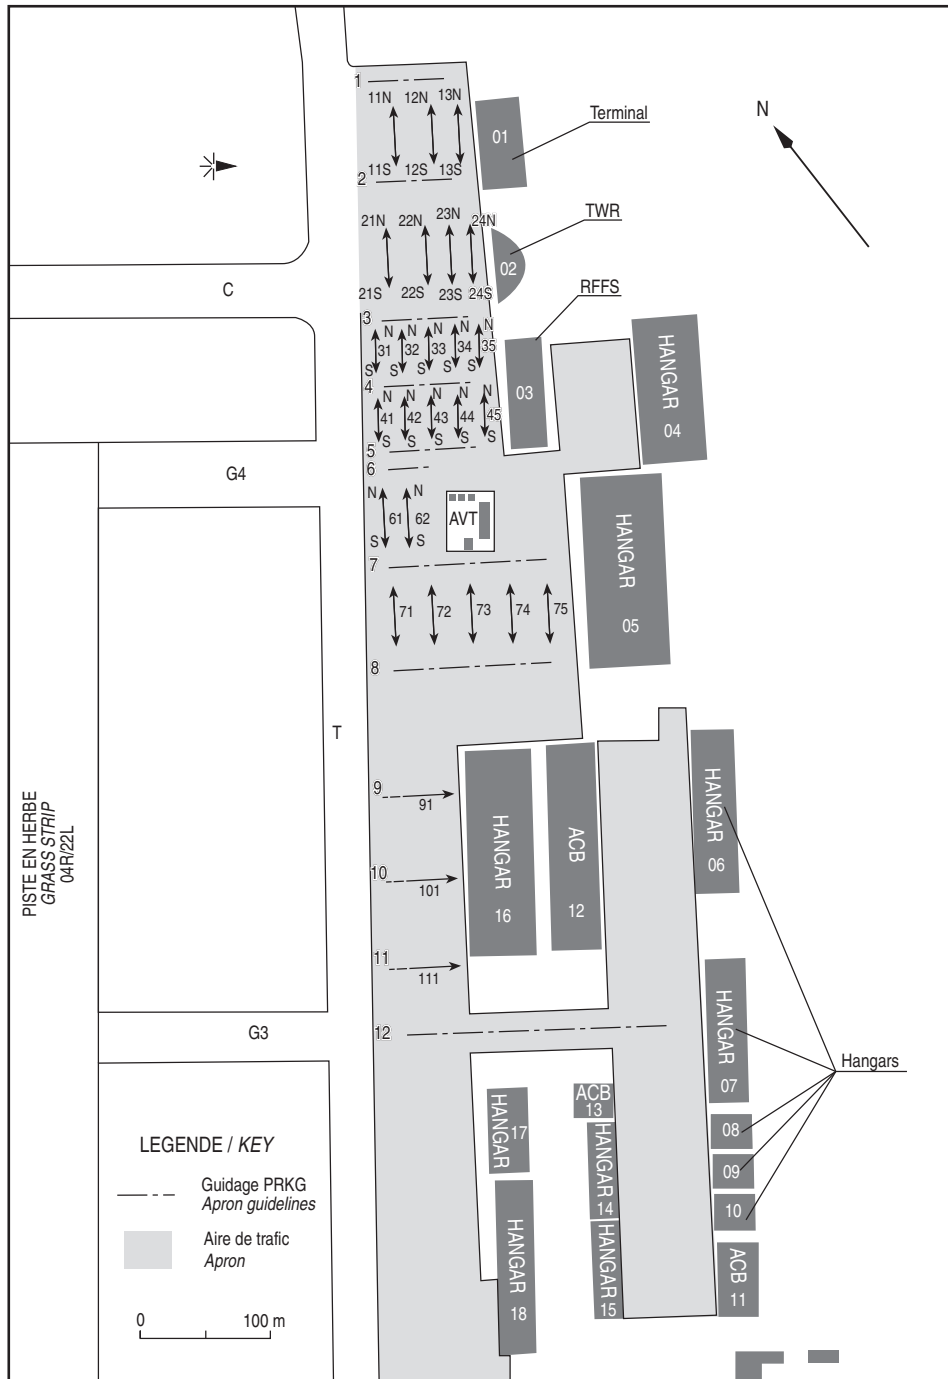 1
11N 12N 13N
11S 12S 13S
2
01
Terminal
N
21N 22N 23N 24N
21S 22S 23S 24S
02
TWR
RFFS
C
3
N N N N N
31 32 33 34 35
S S S S S
4
N N N N N
41 42 43 44 45
S S S S S
5
6
03
HANGAR
04
G4
N N
61 62
S S
AVT
7
HANGAR
05
71 72 73 74 75
8
T
9
91
10
101
11
111
12
HANGAR
16
ACB
12
HANGAR
06
PISTE EN HERBE
GRASS STRIP
04R/22L
G3
HANGAR
07
Hangars
08
09
10
ACB
11
ACB
13
HANGAR
14
HANGAR
15
HANGAR
17
HANGAR
18
LEGENDE / KEY
Guidage PRKG
Apron guidelines
Aire de trafic
Apron
0 100 m